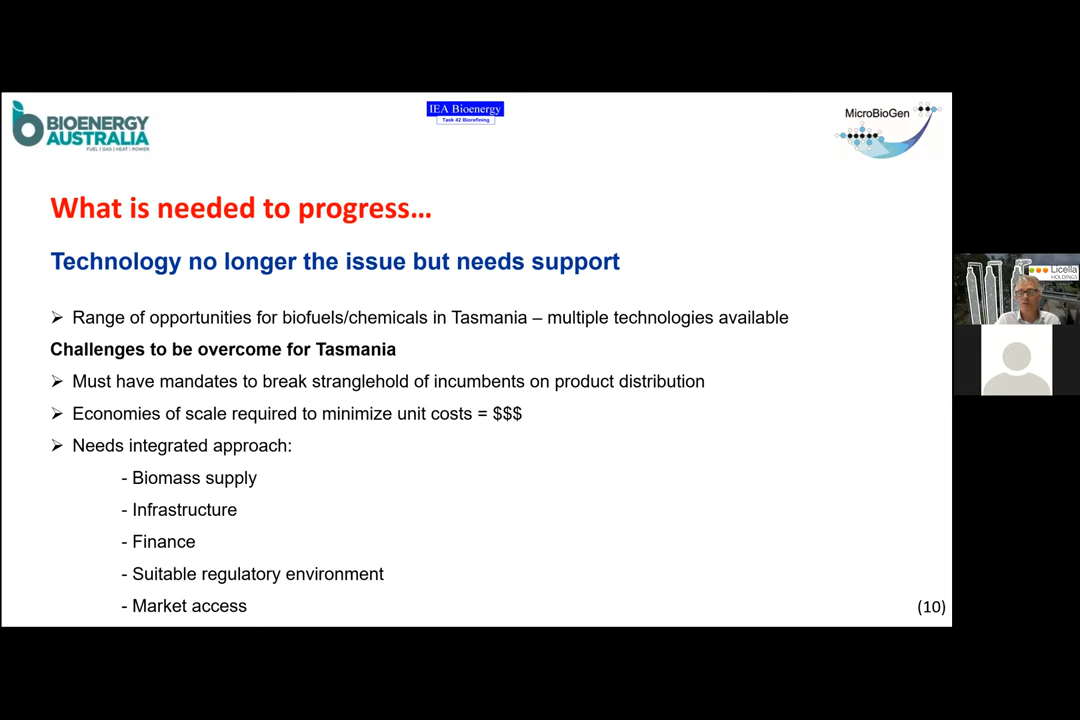 BIOENERGY
AUSTRALIA
FUEL | GAS | HEAT | POWER
IEA Bioenergy
Task 42 Biorefining
MicroBioGen
What is needed to progress…
Technology no longer the issue but needs support
➢ Range of opportunities for biofuels/chemicals in Tasmania – multiple technologies available
Challenges to be overcome for Tasmania
➢ Must have mandates to break stranglehold of incumbents on product distribution
➢ Economies of scale required to minimize unit costs = $$$
➢ Needs integrated approach:
- Biomass supply
- Infrastructure
- Finance
- Suitable regulatory environment
- Market access
(10)
Licella
HOLDINGS